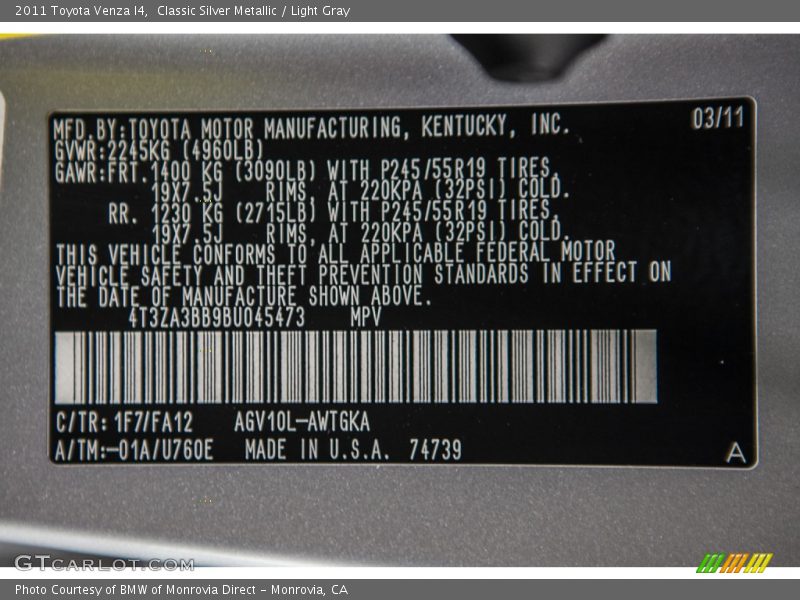 2011 Toyota Venza I4,  Classic Silver Metallic / Light Gray
MFD.BY:TOYOTA MOTOR MANUFACTURING, KENTUCKY, INC. 03/11
GVWR:2245KG (4960LB)
GAWR:FRT.1400 KG (3090LB) WITH P245/55R19 TIRES,
19X7.5J RIMS, AT 220KPA (32PSI) COLD.
RR. 1230 KG (2715LB) WITH P245/55R19 TIRES,
19X7.5J RIMS, AT 220KPA (32PSI) COLD.
THIS VEHICLE CONFORMS TO ALL APPLICABLE FEDERAL MOTOR
VEHICLE SAFETY AND THEFT PREVENTION STANDARDS IN EFFECT ON
THE DATE OF MANUFACTURE SHOWN ABOVE.
4T3ZA3BB9BU045473 MPV
C/TR: 1F7/FA12 AGV10L-AWTGKA
A/TM:-01A/U760E MADE IN U.S.A. 74739 A
GTCARLOT.COM
Photo Courtesy of BMW of Monrovia Direct - Monrovia, CA